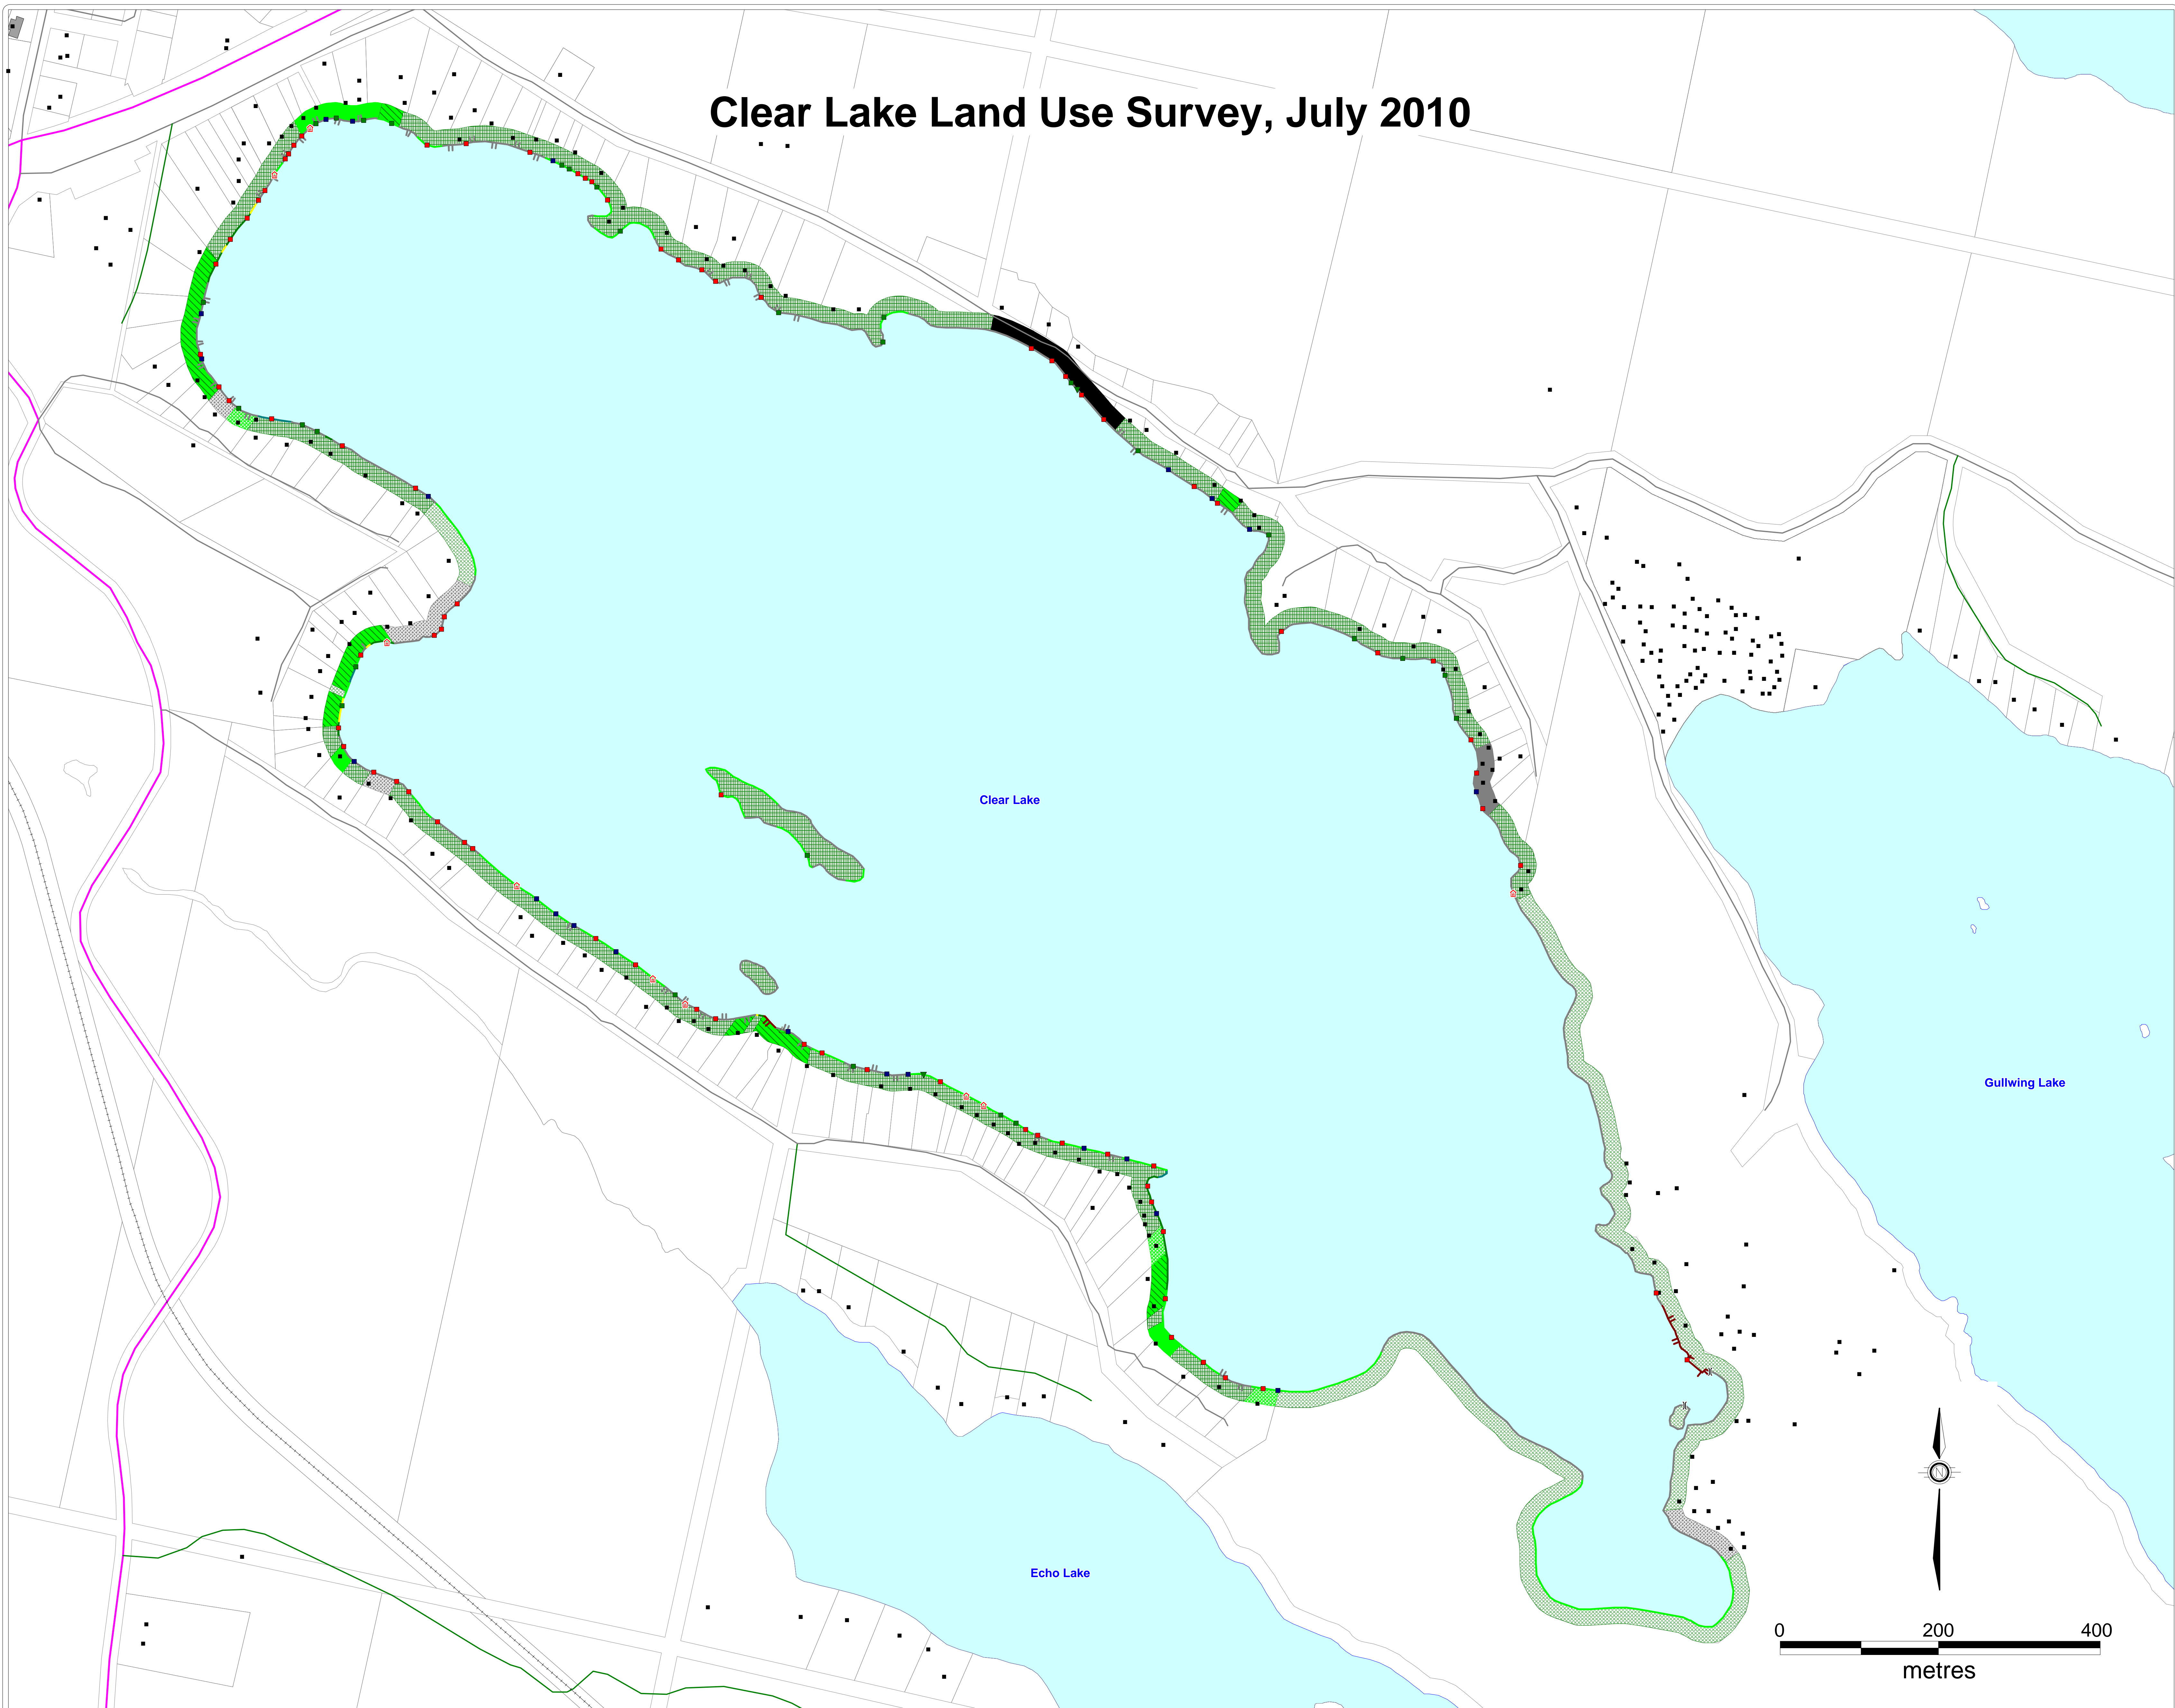 Clear Lake Land Use Survey, July 2010
Clear Lake
Gullwing Lake
N
Echo Lake
0 200 400
metres